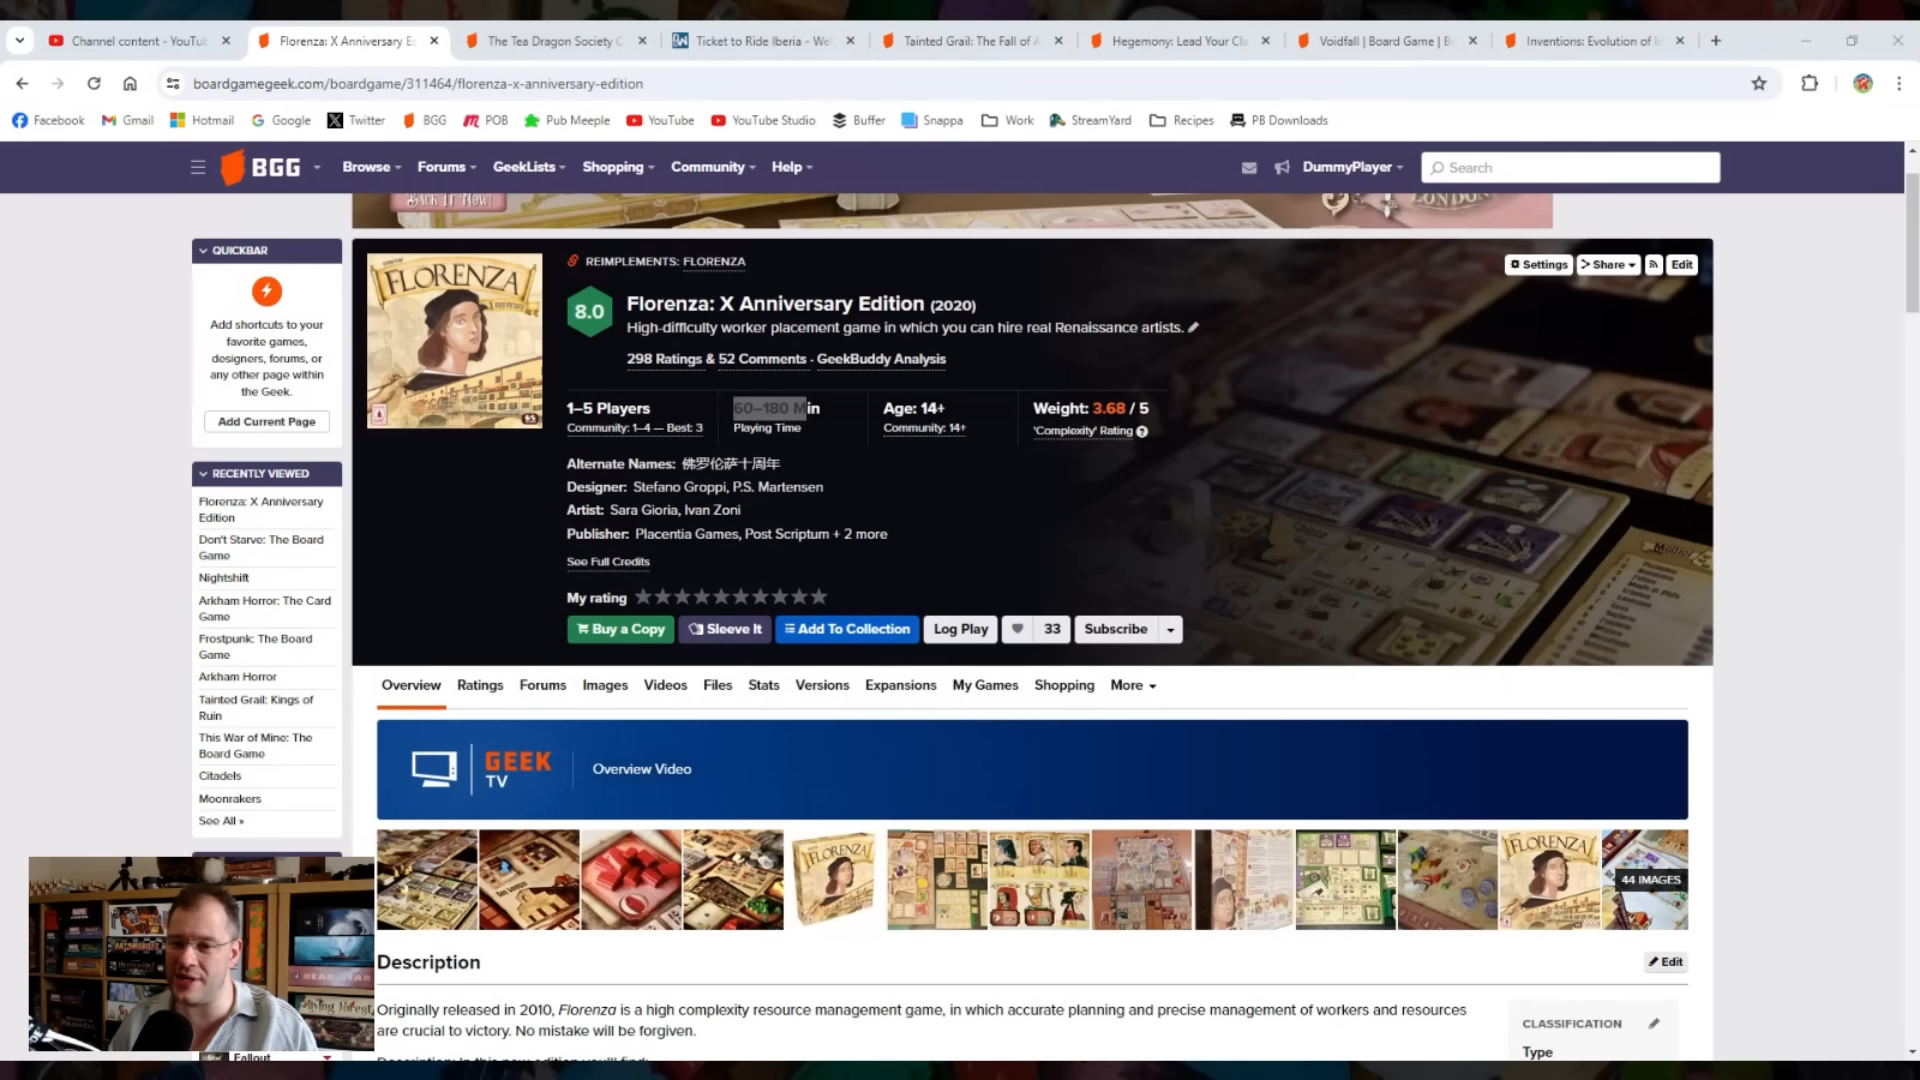 Channel content - YouTu
Florenza: X Anniversary E
The Tea Dragon Society C
Ticket to Ride Iberia - We
Tainted Grail: The Fall of A
Hegemony: Lead Your Cla
Voidfall | Board Game | B
Inventions: Evolution of Id
boardgamegeek.com/boardgame/311464/florenza-x-anniversary-edition
Facebook Gmail Hotmail Google Twitter BGG POB Pub Meeple YouTube YouTube Studio Buffer Snappa Work StreamYard Recipes PB Downloads
BGG Browse Forums GeekLists Shopping Community Help DummyPlayer Search
BACK IT NOW! LONDON
QUICKBAR
Add shortcuts to your
favorite games,
designers, forums, or
any other page within
the Geek.
Add Current Page
RECENTLY VIEWED
Florenza: X Anniversary
Edition
Don't Starve: The Board
Game
Nightshift
Arkham Horror: The Card
Game
Frostpunk: The Board
Game
Arkham Horror
Tainted Grail: Kings of
Ruin
This War of Mine: The
Board Game
Citadels
Moonrakers
See All »
Fallout
FLORENZA
REIMPLEMENTS: FLORENZA
Settings Share Edit
8.0
Florenza: X Anniversary Edition (2020)
High-difficulty worker placement game in which you can hire real Renaissance artists.
298 Ratings & 52 Comments · GeekBuddy Analysis
1–5 Players 60–180 Min Age: 14+ Weight: 3.68 / 5
Community: 1–4 — Best: 3 Playing Time Community: 14+ 'Complexity' Rating
Alternate Names: 佛罗伦萨十周年
Designer: Stefano Groppi, P.S. Martensen
Artist: Sara Gioria, Ivan Zoni
Publisher: Placentia Games, Post Scriptum + 2 more
See Full Credits
My rating
Buy a Copy Sleeve It Add To Collection Log Play 33 Subscribe
Overview Ratings Forums Images Videos Files Stats Versions Expansions My Games Shopping More
GEEK
TV
Overview Video
FLORENZA
FLORENZA
44 IMAGES
Description
Edit
Originally released in 2010, Florenza is a high complexity resource management game, in which accurate planning and precise management of workers and resources
are crucial to victory. No mistake will be forgiven.
CLASSIFICATION
Type